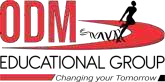 ODM
EDUCATIONAL GROUP
Changing your Tomorrow